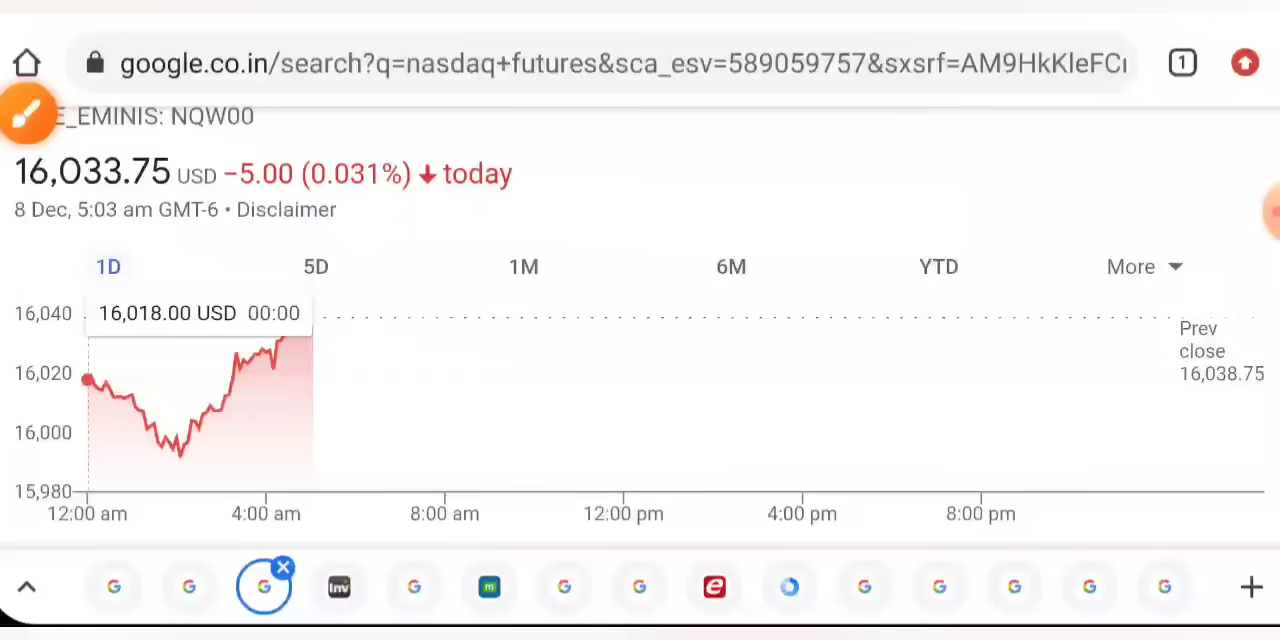 google.co.in/search?q=nasdaq+futures&sca_esv=589059757&sxsrf=AM9HkKleFC
1
E_EMINIS: NQW00
16,033.75 USD −5.00 (0.031%) today
8 Dec, 5:03 am GMT-6 • Disclaimer
1D 5D 1M 6M YTD More
16,040 16,018.00 USD 00:00
Prev
close
16,038.75
16,020
16,000
15,980
12:00 am 4:00 am 8:00 am 12:00 pm 4:00 pm 8:00 pm
G G G Inv G m G G e G G G G G